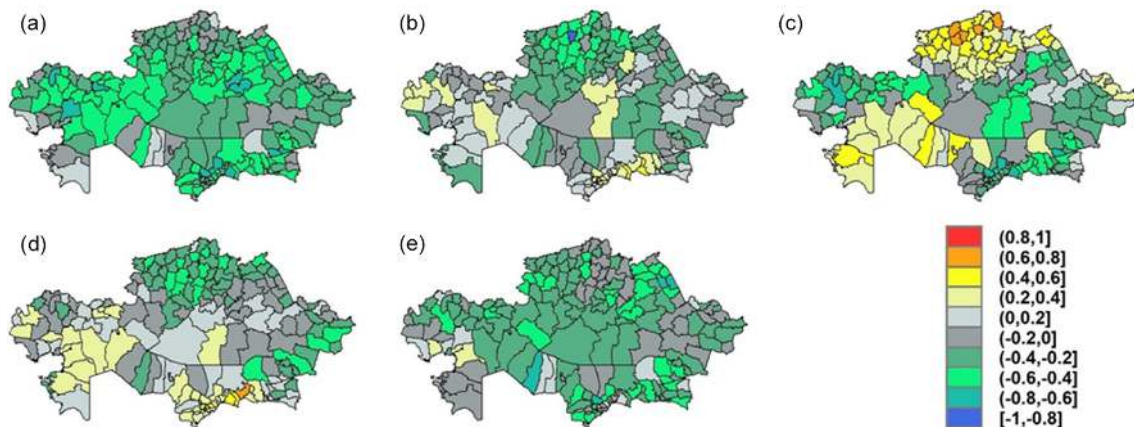 (a)
(b)
(c)
(d)
(e)
(0.8,1]
(0.6,0.8]
(0.4,0.6]
(0.2,0.4]
(0,0.2]
(-0.2,0]
(-0.4,-0.2]
(-0.6,-0.4]
(-0.8,-0.6]
[-1,-0.8]